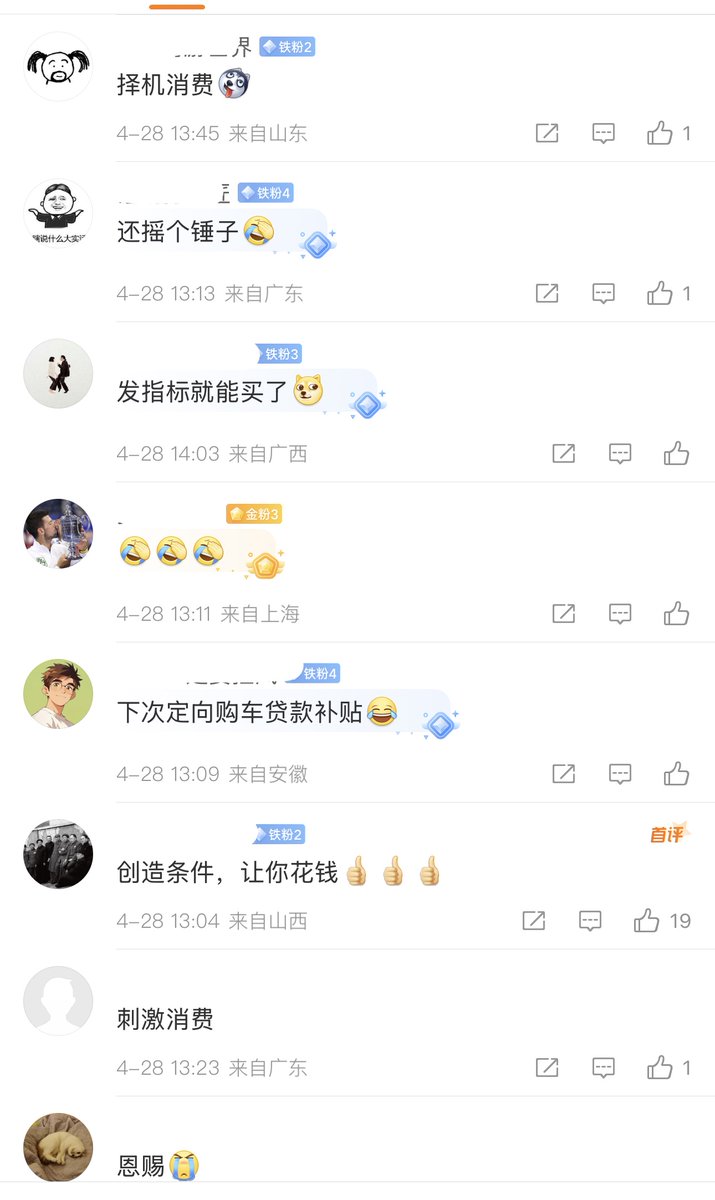 界 铁粉2
择机消费
4-28 13:45 来自山东
1
铁粉4
还摇个锤子
4-28 13:13 来自广东
1
铁粉3
发指标就能买了
4-28 14:03 来自广西
金粉3
4-28 13:11 来自上海
铁粉4
下次定向购车贷款补贴
4-28 13:09 来自安徽
铁粉2
首评
创造条件，让你花钱
4-28 13:04 来自山西
19
刺激消费
4-28 13:23 来自广东
1
恩赐